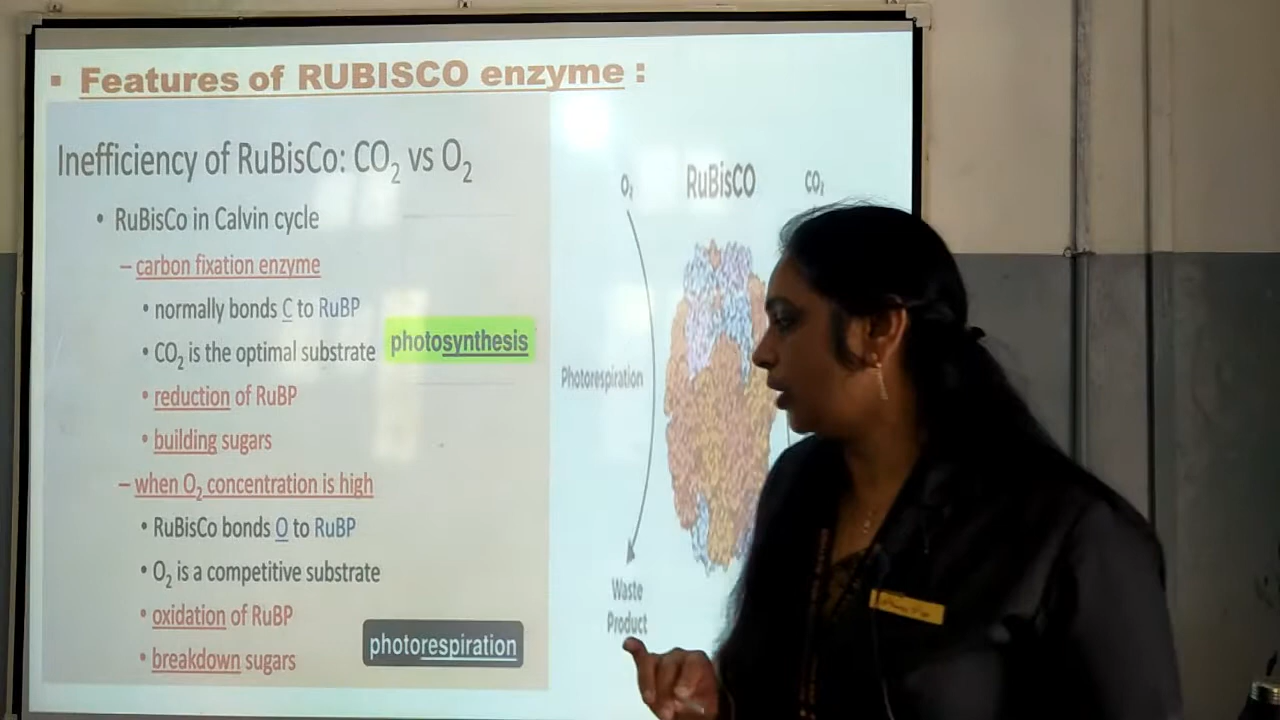 ▪ Features of RUBISCO enzyme :
Inefficiency of RuBisCo: CO₂ vs O₂
• RuBisCo in Calvin cycle
– carbon fixation enzyme
• normally bonds C to RuBP
• CO₂ is the optimal substrate
photosynthesis
• reduction of RuBP
• building sugars
– when O₂ concentration is high
• RuBisCo bonds O to RuBP
• O₂ is a competitive substrate
• oxidation of RuBP
• breakdown sugars
photorespiration
O₂
RuBisCO
CO₂
Photorespiration
Waste
Product